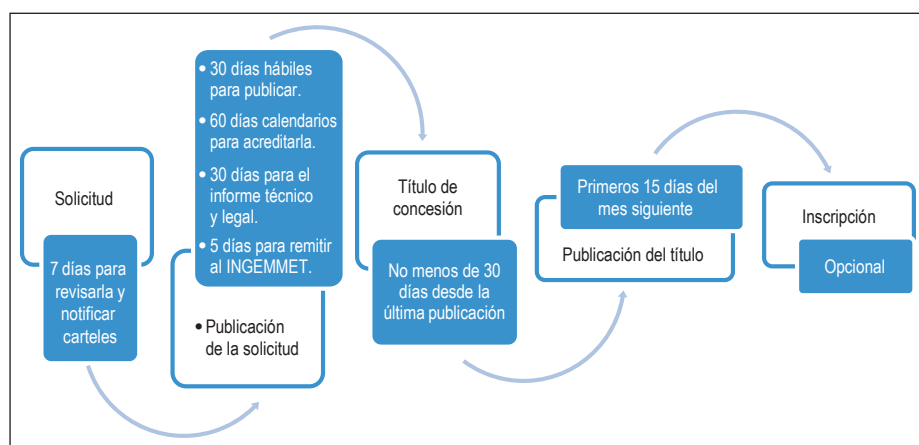 Solicitud
7 días para
revisarla y
notificar
carteles
• 30 días hábiles
para publicar.
• 60 días calendarios
para acreditarla.
• 30 días para el
informe técnico
y legal.
• 5 días para remitir
al INGEMMET.
• Publicación
de la solicitud
Título de
concesión
No menos de 30
días desde la
última publicación
Primeros 15 días del
mes siguiente
Publicación del título
Inscripción
Opcional